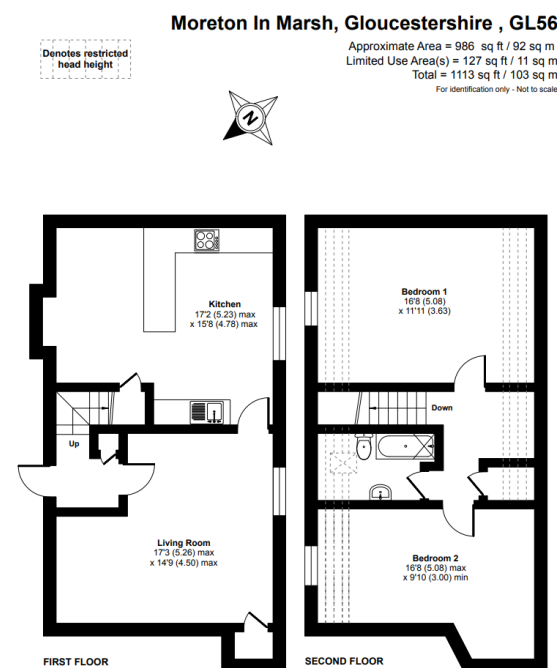 Moreton In Marsh, Gloucestershire , GL56
Approximate Area = 986 sq ft / 92 sq m
Limited Use Area(s) = 127 sq ft / 11 sq m
Total = 1113 sq ft / 103 sq m
For identification only - Not to scale
Denotes restricted
head height
N
Kitchen
17'2 (5.23) max
x 15'8 (4.78) max
Up
Living Room
17'3 (5.26) max
x 14'9 (4.50) max
FIRST FLOOR
Bedroom 1
16'8 (5.08)
x 11'11 (3.63)
Down
Bedroom 2
16'8 (5.08) max
x 9'10 (3.00) min
SECOND FLOOR